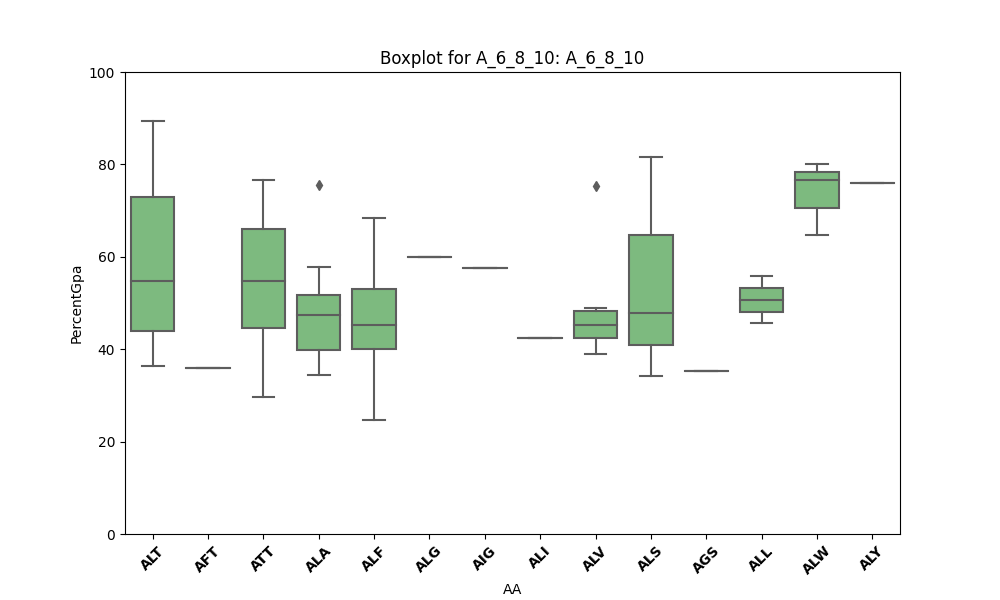 Boxplot for A_6_8_10: A_6_8_10
PercentGpa
100
80
60
40
20
0
ALT AFT ATT ALA ALF ALG AIG ALI ALV ALS AGS ALL ALW ALY
AA